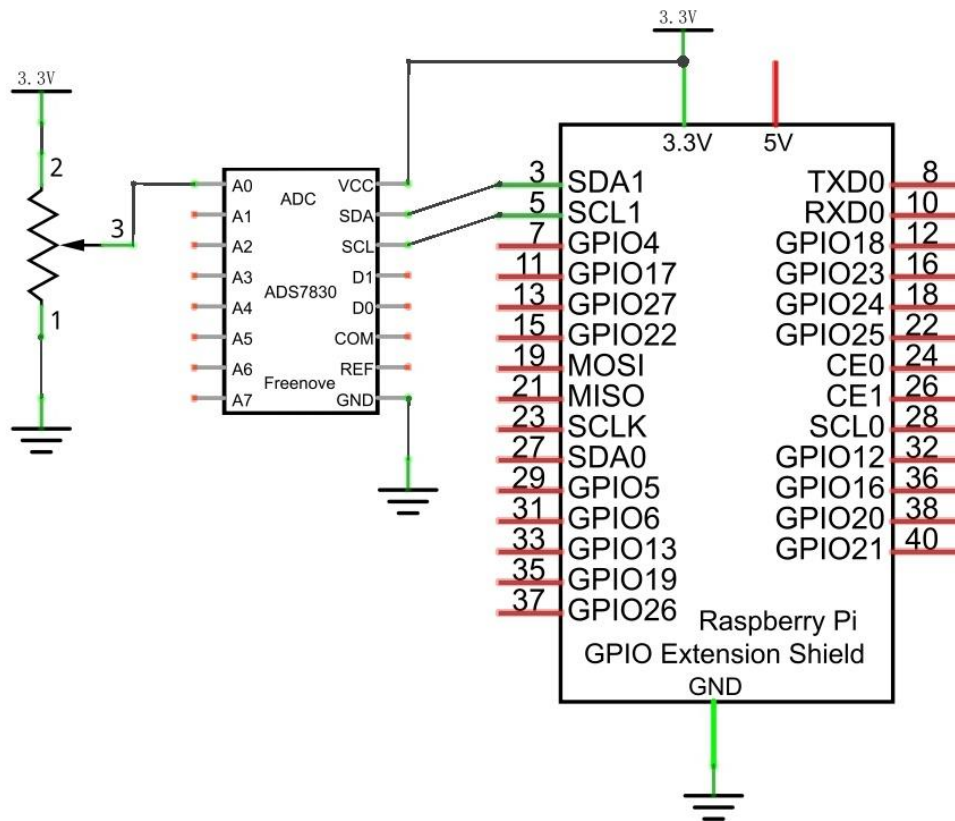 3.3V
3.3V
3.3V
5V
2
3
1
ADC
ADS7830
Freenove
A0
A1
A2
A3
A4
A5
A6
A7
VCC
SDA
SCL
D1
D0
COM
REF
GND
3 SDA1
5 SCL1
7 GPIO4
11 GPIO17
13 GPIO27
15 GPIO22
19 MOSI
21 MISO
23 SCLK
27 SDA0
29 GPIO5
31 GPIO6
33 GPIO13
35 GPIO19
37 GPIO26
TXD0 8
RXD0 10
GPIO18 12
GPIO23 16
GPIO24 18
GPIO25 22
CE0 24
CE1 26
SCL0 28
GPIO12 32
GPIO16 36
GPIO20 38
GPIO21 40
Raspberry Pi
GPIO Extension Shield
GND